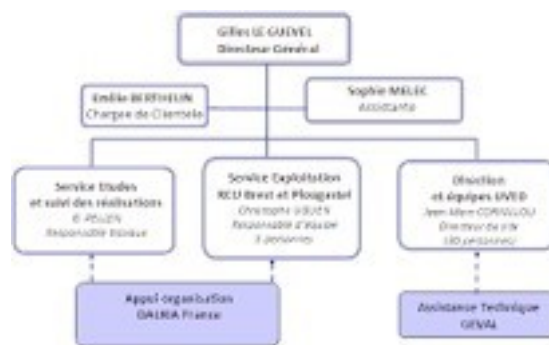 Gilles LE GUEVEL
Directeur Général
Emilie BERTHELIN
Chargée de Clientèle
Sophie MELEC
Assistante
Service Etudes
et suivi des réalisations
Responsable
Service Exploitation
RCU Brest et Plougastel
Christophe
Responsable d'équipe
3 personnes
Direction
et équipes UVED
Jean Marc
Directeur de site
personnes)
Appui organisation
DALKIA France
Assistance Technique
GEVAL